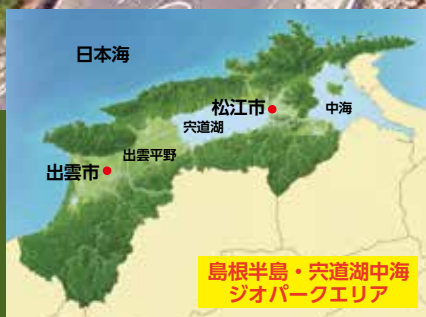 日本海
松江市
中海
宍道湖
出雲平野
出雲市
島根半島・宍道湖中海
ジオパークエリア